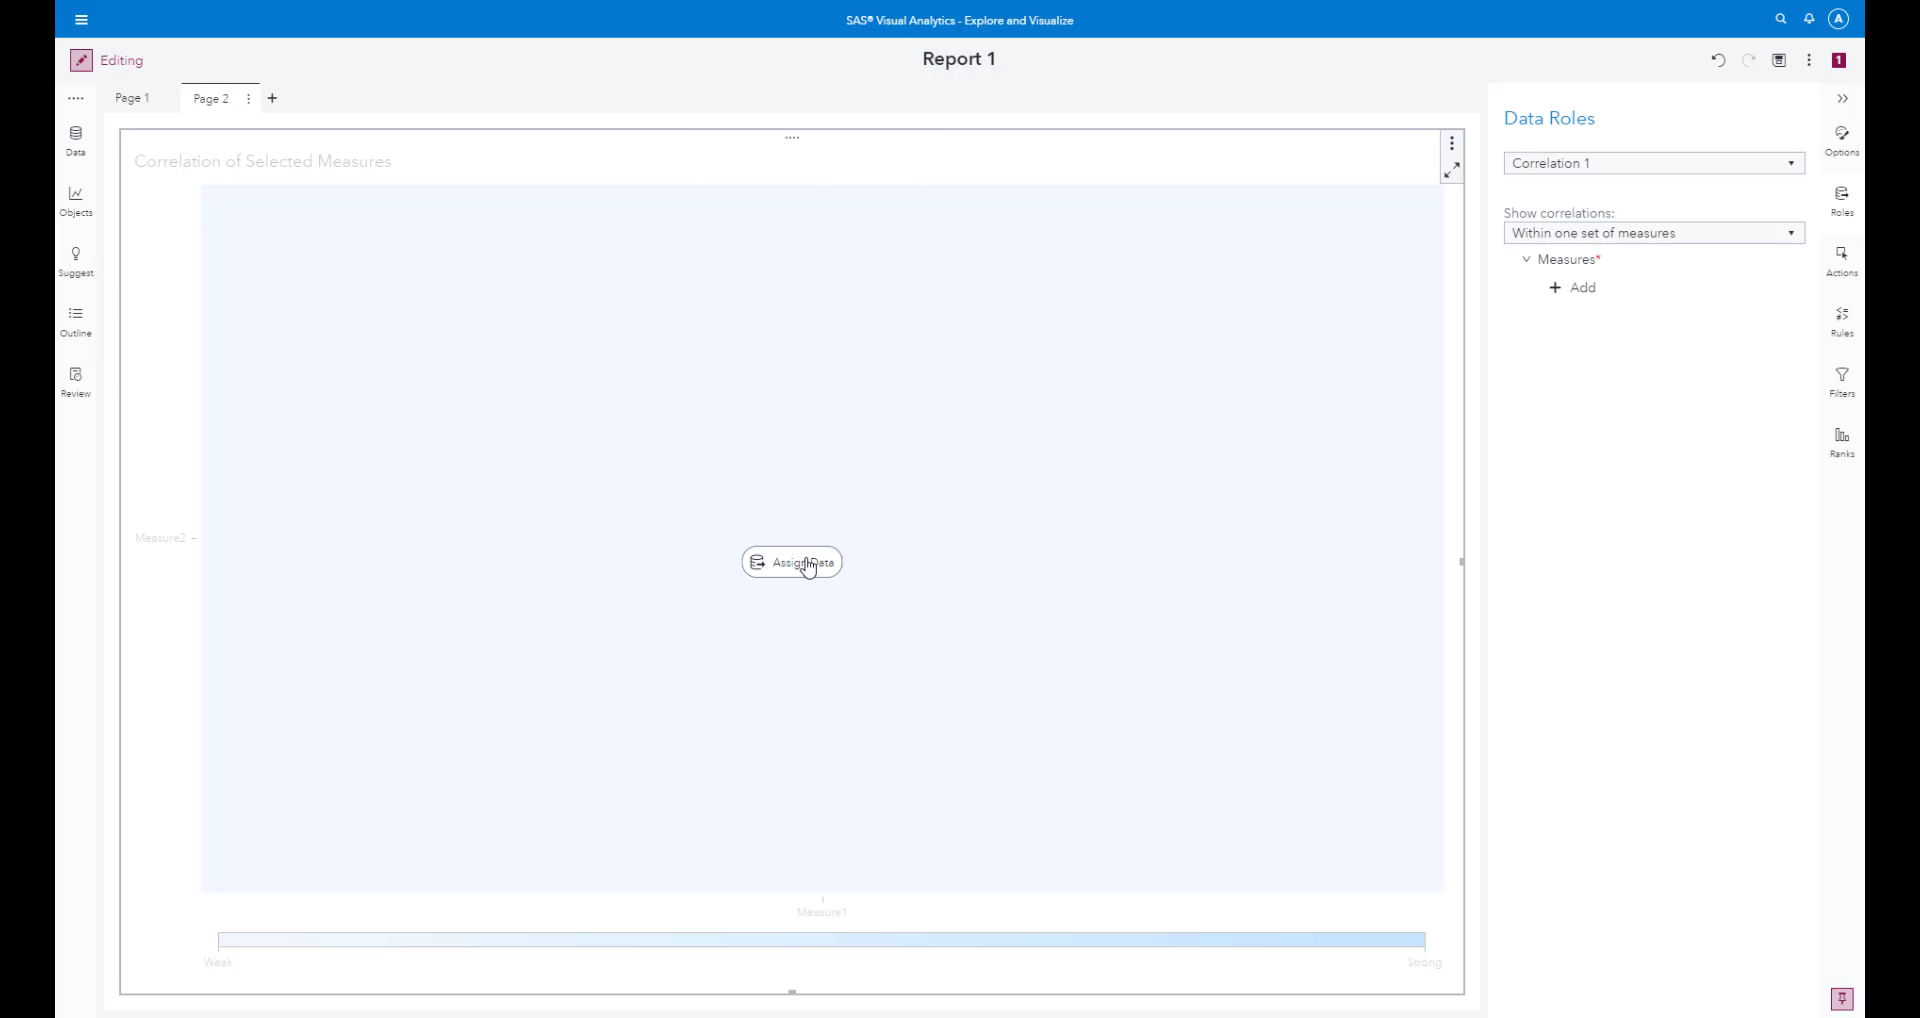 SAS® Visual Analytics - Explore and Visualize
A
Editing
Report 1
1
Page 1
Page 2
Data
Objects
Suggest
Outline
Review
Correlation of Selected Measures
Measure2
Assign Data
Measure1
Weak
Strong
Data Roles
Correlation 1
Show correlations:
Within one set of measures
Measures*
+ Add
Options
Roles
Actions
Rules
Filters
Ranks